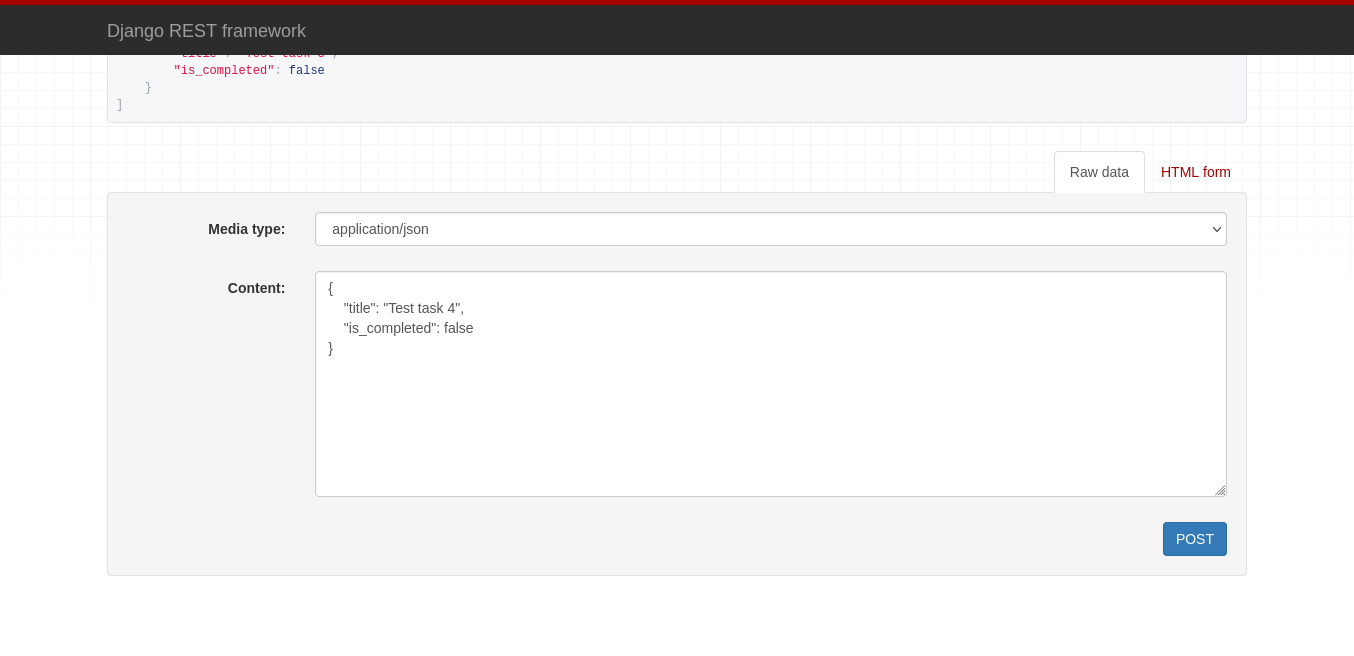 Django REST framework
"is_completed": false
}
]
Raw data HTML form
Media type: application/json
Content:
{
"title": "Test task 4",
"is_completed": false
}
POST